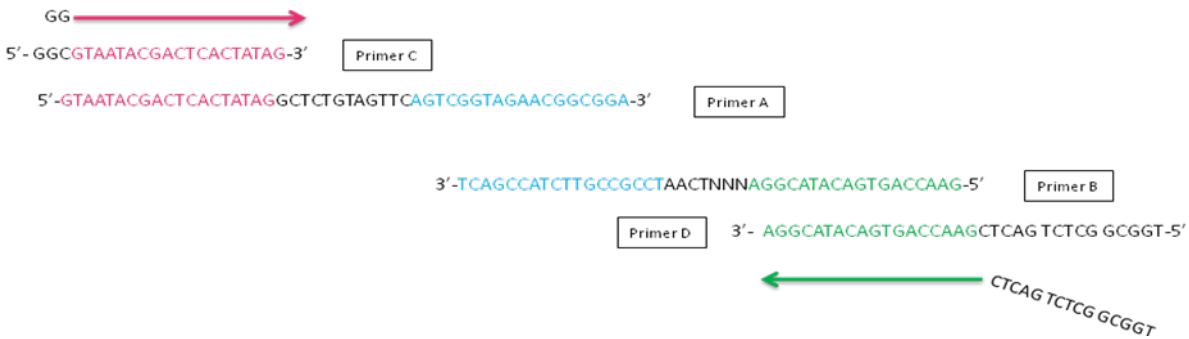 GG
5′- GGCGTAATACGACTCACTATAG-3′ Primer C
5′-GTAATACGACTCACTATAGGCTCTGTAGTTCAGTCGGTAGAACGGCGGA-3′ Primer A
3′-TCAGCCATCTTGCCGCCTAACTNNNAGGCATACAGTGACCAAG-5′ Primer B
Primer D 3′- AGGCATACAGTGACCAAGCTCAG TCTCG GCGGT-5′
CTCAG TCTCG GCGGT